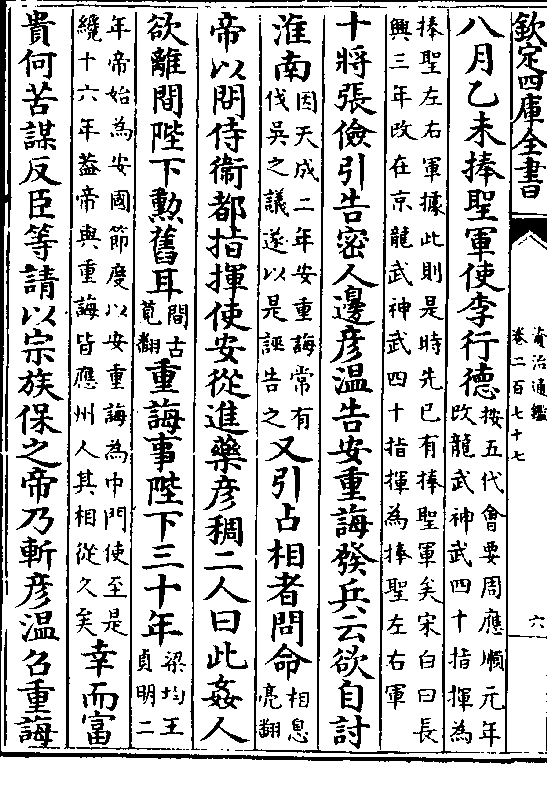 欽定四庫全書
資治通鑑
卷二百七十七
六
八月乙未捧聖軍使李行德
按五代會要周應順元年
改龍武神武四十指揮為
捧聖左右軍據此則是時先已有捧聖軍矣宋白曰長
興三年改在京龍武神武四十指揮為捧聖左右軍
十將張儉引告密人邊彥溫告安重誨發兵云欲自討
淮南
因天成二年安重誨常有
伐吳之議遂以是誣告之
又引占相者問命
相息
亮翻
帝以問侍衛都指揮使安從進藥彥稠二人曰此姦人
欲離間陛下勳舊耳
間古
莧翻
重誨事陛下三十年
梁均王
貞明二
年帝始為安國節度以安重誨為中門使至是
纔十六年葢帝與重誨皆應州人其相從久矣
幸而富
貴何苦謀反臣等請以宗族保之帝乃斬彥溫召重誨